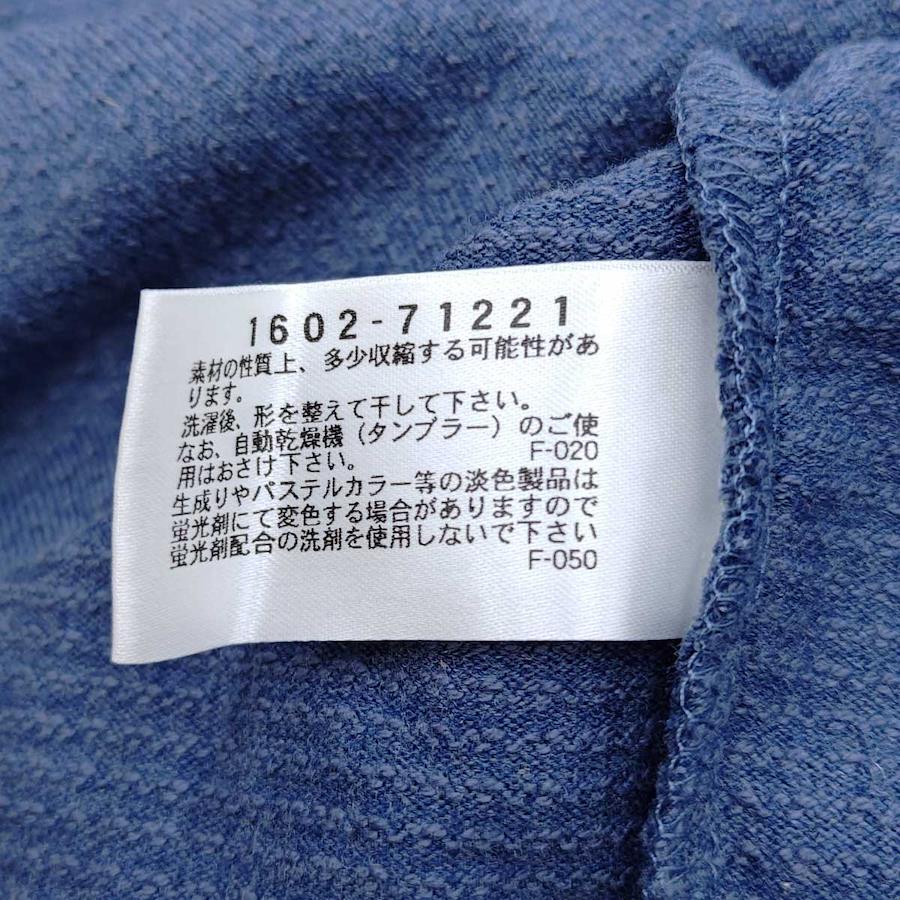 1602-71221
素材の性質上、多少収縮する可能性があ
ります。
洗濯後、形を整えて干して下さい。
なお、自動乾燥機（タンブラー）のご使
用はおさけ下さい。 F-020
生成りやパステルカラー等の淡色製品は
蛍光剤にて変色する場合がありますので
蛍光剤配合の洗剤を使用しないで下さい
F-050